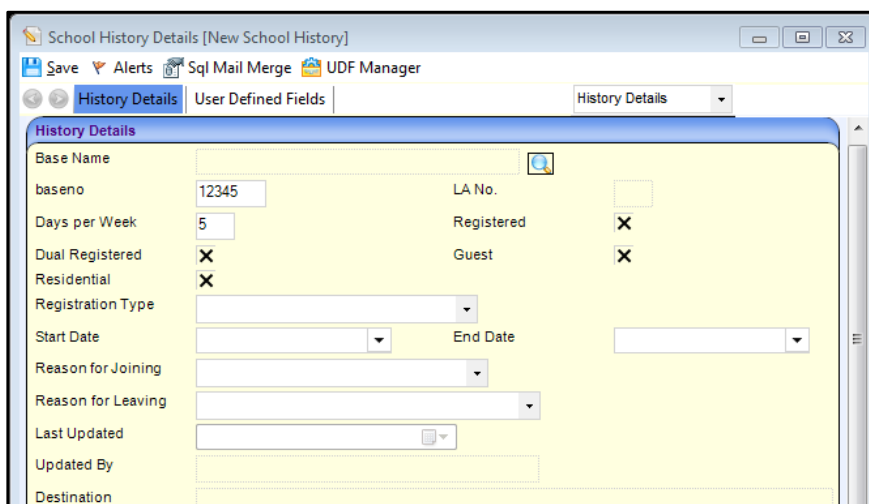 School History Details [New School History]
Save Alerts Sql Mail Merge UDF Manager
History Details User Defined Fields History Details
History Details
Base Name
baseno 12345 LA No.
Days per Week 5 Registered
Dual Registered Guest
Residential
Registration Type
Start Date End Date
Reason for Joining
Reason for Leaving
Last Updated
Updated By
Destination